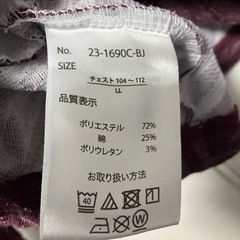 No. 23-1690C-BJ
SIZE
チェスト 104～112
LL
品質表示
ポリエステル 72%
綿 25%
ポリウレタン 3%
お取り扱い方法
40